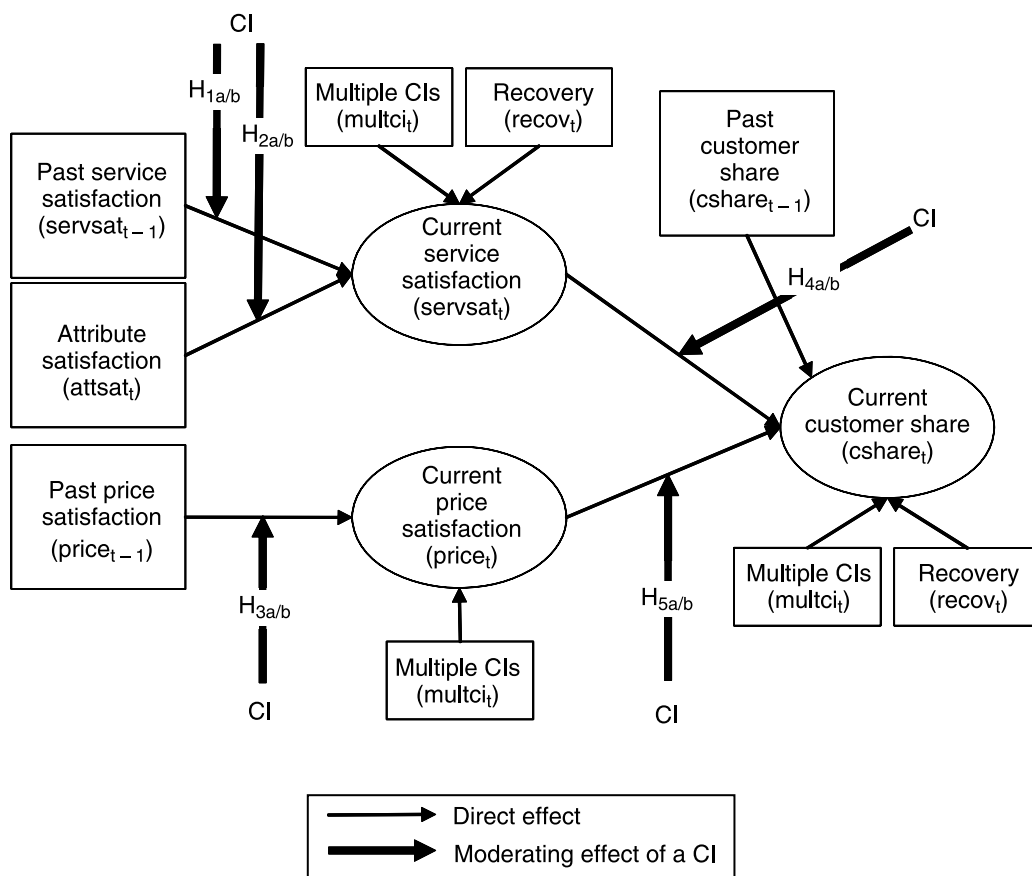 CI
H1a/b
H2a/b
Multiple CIs
(multciₜ)
Recovery
(recovₜ)
Past
customer
share
(cshareₜ₋₁)
Past service
satisfaction
(servsatₜ₋₁)
Current
service
satisfaction
(servsatₜ)
CI
H4a/b
Attribute
satisfaction
(attsatₜ)
Current
customer share
(cshareₜ)
Past price
satisfaction
(priceₜ₋₁)
Current
price
satisfaction
(priceₜ)
H3a/b
CI
Multiple CIs
(multciₜ)
H5a/b
CI
Multiple CIs
(multciₜ)
Recovery
(recovₜ)
Direct effect
Moderating effect of a CI